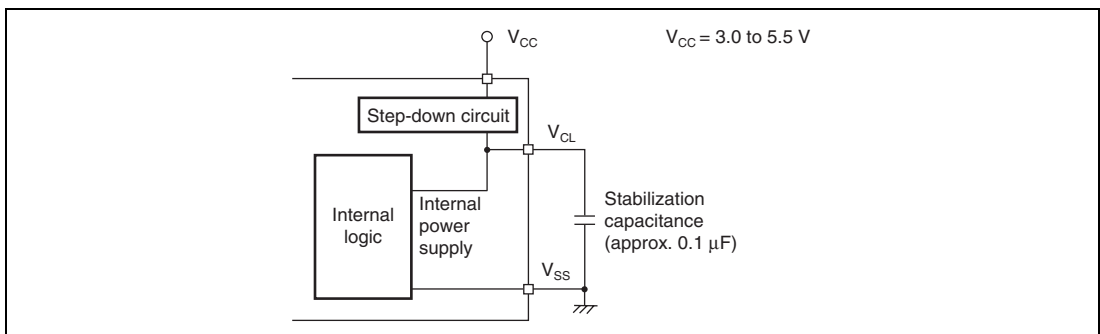 V_CC
V_CC = 3.0 to 5.5 V
Step-down circuit
V_CL
Internal
logic
Internal
power
supply
Stabilization
capacitance
(approx. 0.1 μF)
V_SS